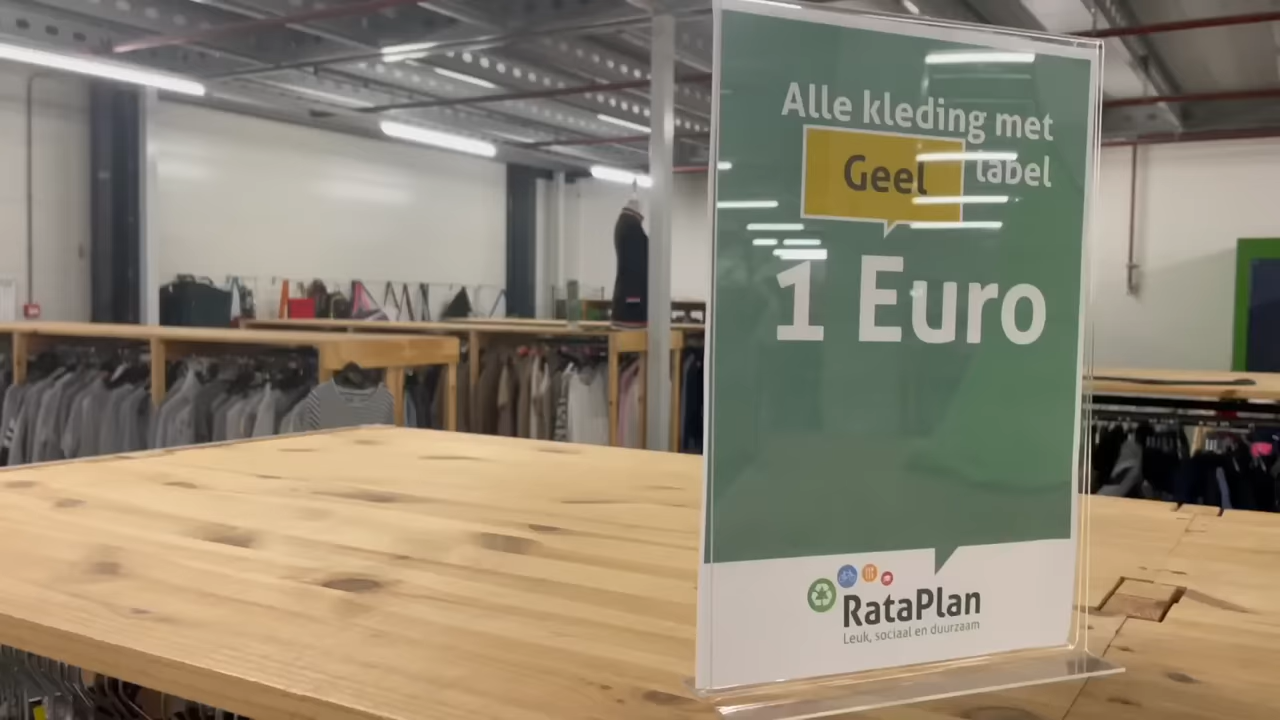 Alle kleding met
Geel label
1 Euro
RataPlan
Leuk, sociaal en duurzaam